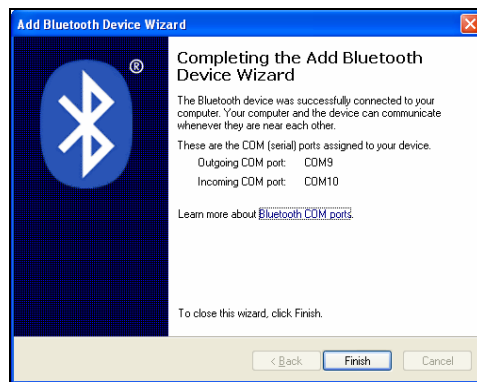 Add Bluetooth Device Wizard
®
Completing the Add Bluetooth
Device Wizard
The Bluetooth device was successfully connected to your
computer. Your computer and the device can communicate
whenever they are near each other.
These are the COM (serial) ports assigned to your device.
Outgoing COM port: COM9
Incoming COM port: COM10
Learn more about Bluetooth COM ports.
To close this wizard, click Finish.
< Back Finish Cancel